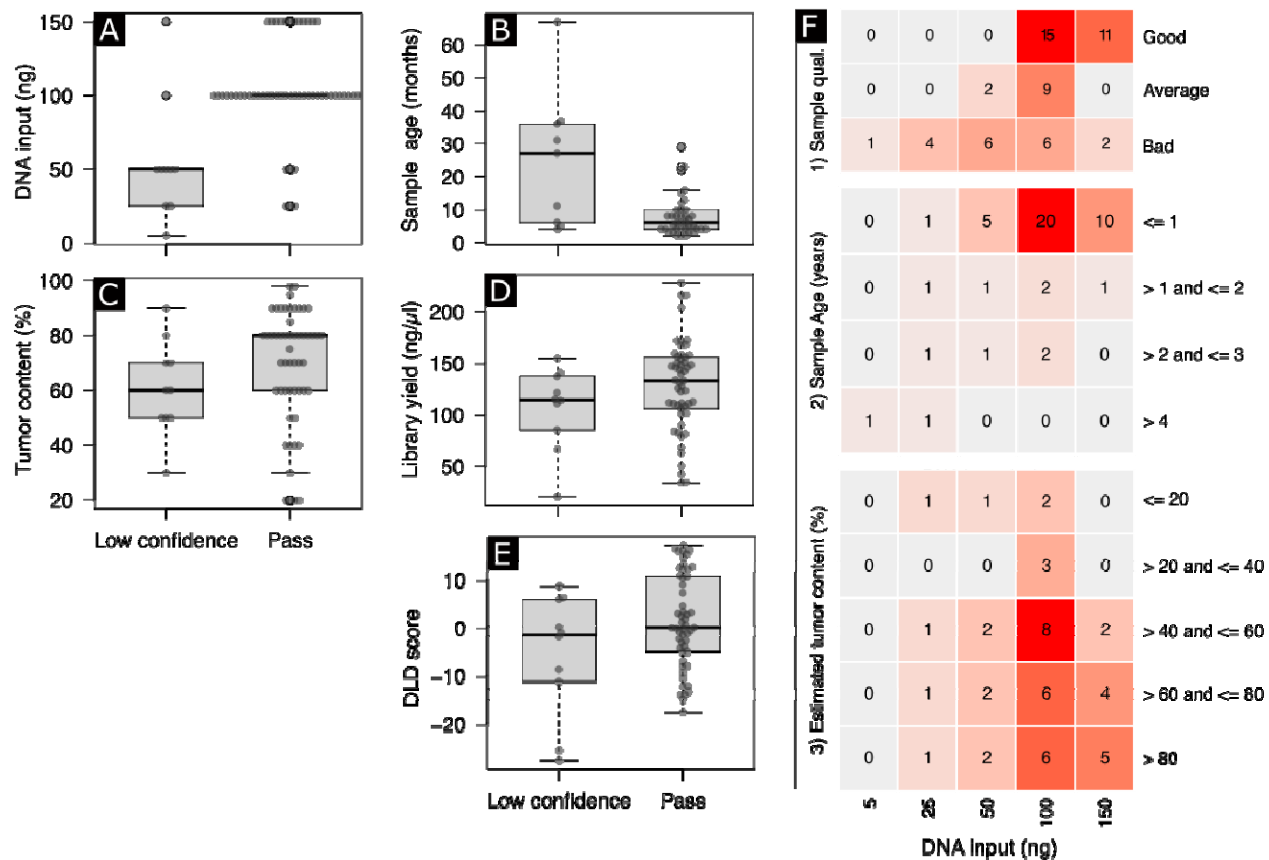 A
DNA input (ng)
150
100
50
0
B
Sample age (months)
60
50
40
30
20
10
0
C
Tumor content (%)
100
80
60
40
20
Low confidence Pass
D
Library yield (ng/µl)
200
150
100
50
E
DLD score
10
0
−10
−20
Low confidence Pass
F
1) Sample qual.
0 0 0 15 11 Good
0 0 2 9 0 Average
1 4 6 6 2 Bad
2) Sample Age (years)
0 1 5 20 10 <= 1
0 1 1 2 1 > 1 and <= 2
0 1 1 2 0 > 2 and <= 3
1 1 0 0 0 > 4
3) Estimated tumor content (%)
0 1 1 2 0 <= 20
0 0 0 3 0 > 20 and <= 40
0 1 2 8 2 > 40 and <= 60
0 1 2 6 4 > 60 and <= 80
0 1 2 6 5 > 80
5 25 50 100 150
DNA input (ng)